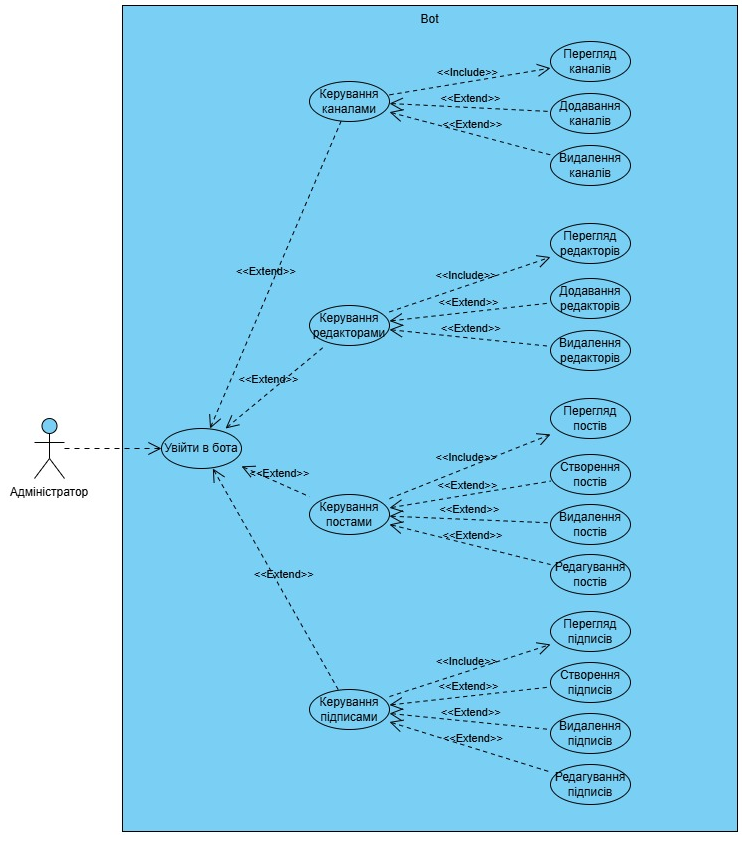 Bot
Перегляд
каналів
<<Include>>
Керування
каналами
<<Extend>>
Додавання
каналів
<<Extend>>
Видалення
каналів
<<Extend>>
Перегляд
редакторів
<<Include>>
Керування
редакторами
<<Extend>>
Додавання
редакторів
<<Extend>>
Видалення
редакторів
<<Extend>>
Перегляд
постів
Увійти в бота
<<Include>>
<<Extend>>
Створення
постів
<<Extend>>
Адміністратор
Керування
постами
<<Extend>>
Видалення
постів
<<Extend>>
Редагування
постів
<<Extend>>
Перегляд
підписів
<<Include>>
Створення
підписів
<<Extend>>
Керування
підписами
<<Extend>>
Видалення
підписів
<<Extend>>
Редагування
підписів